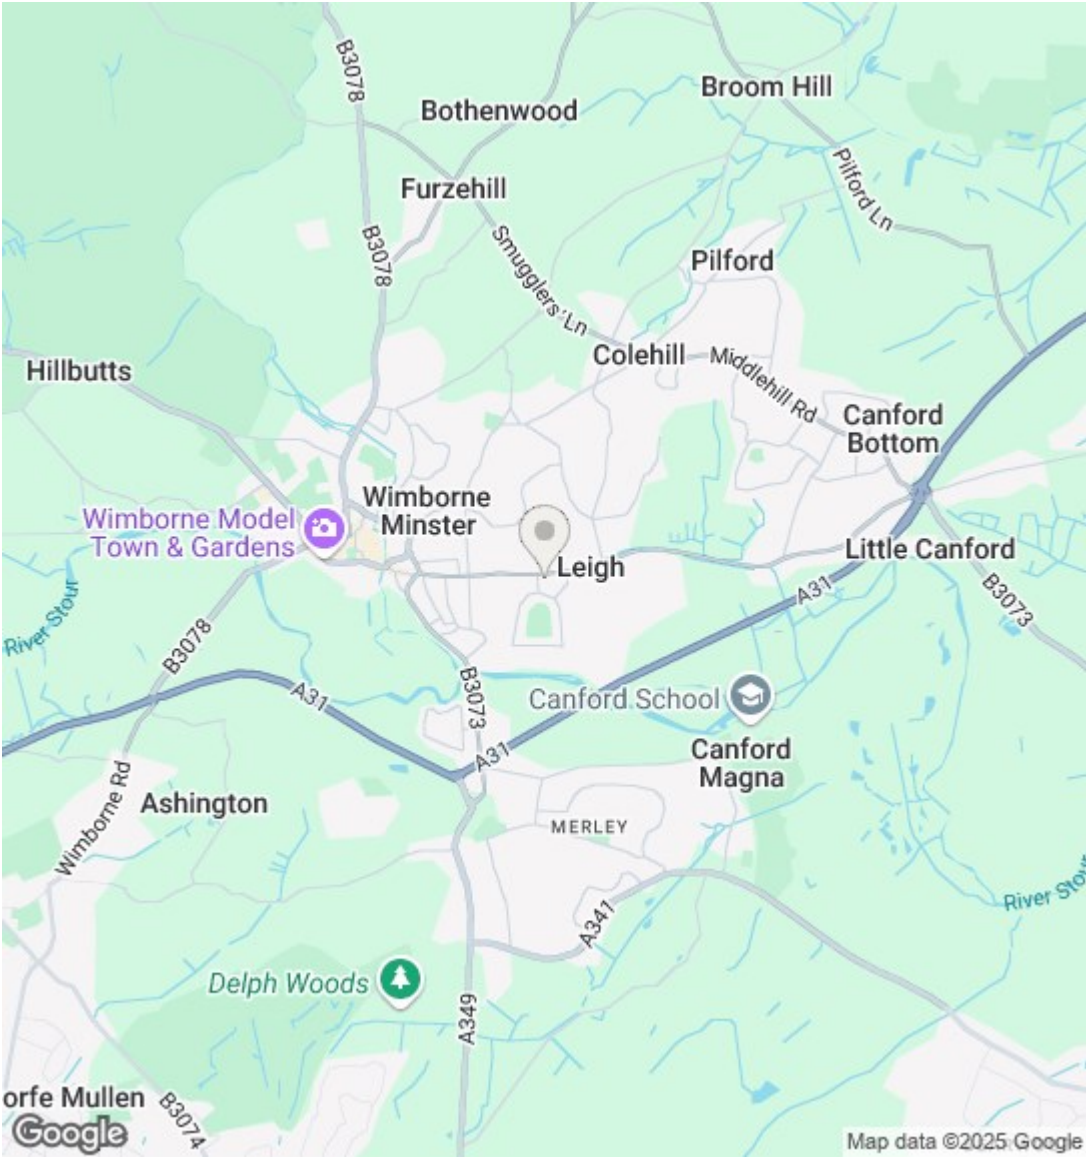 B3078
Bothenwood
Broom Hill
Pilford Ln
Furzehill
B3078
Smugglers' Ln
Pilford
Colehill
Middlehill Rd
Hillbutts
Canford
Bottom
Wimborne
Minster
Wimborne Model
Town & Gardens
Leigh
Little Canford
A31
B3073
River Stour
B3078
A31
B3073
Canford School
A31
Canford
Magna
Ashington
Wimborne Rd
MERLEY
River Stour
A341
Delph Woods
A349
orfe Mullen
B3074
Google
Map data ©2025 Google